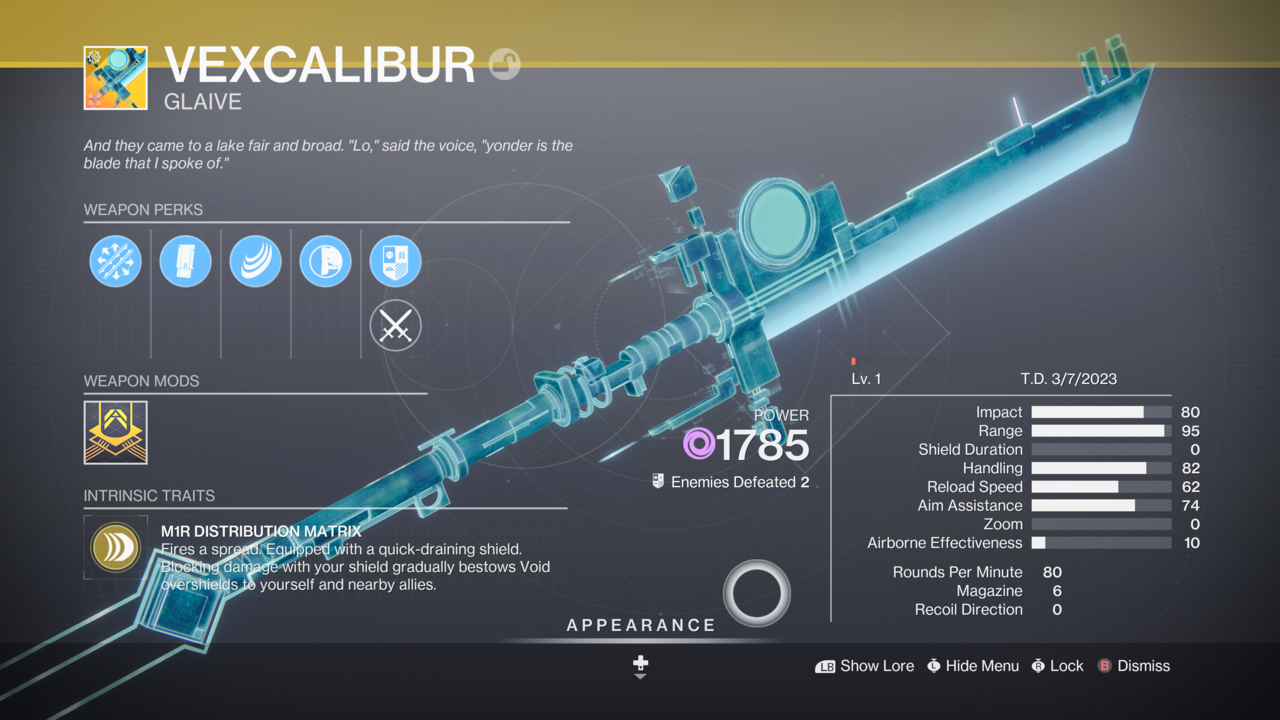 VEXCALIBUR
GLAIVE
And they came to a lake fair and broad. "Lo," said the voice, "yonder is the
blade that I spoke of."
WEAPON PERKS
WEAPON MODS
INTRINSIC TRAITS
M1R DISTRIBUTION MATRIX
Fires a spread. Equipped with a quick-draining shield.
Blocking damage with your shield gradually bestows Void
overshields to yourself and nearby allies.
POWER
1785
Enemies Defeated 2
Lv. 1 T.D. 3/7/2023
Impact 80
Range 95
Shield Duration 0
Handling 82
Reload Speed 62
Aim Assistance 74
Zoom 0
Airborne Effectiveness 10
Rounds Per Minute 80
Magazine 6
Recoil Direction 0
APPEARANCE
LB Show Lore L Hide Menu R Lock B Dismiss